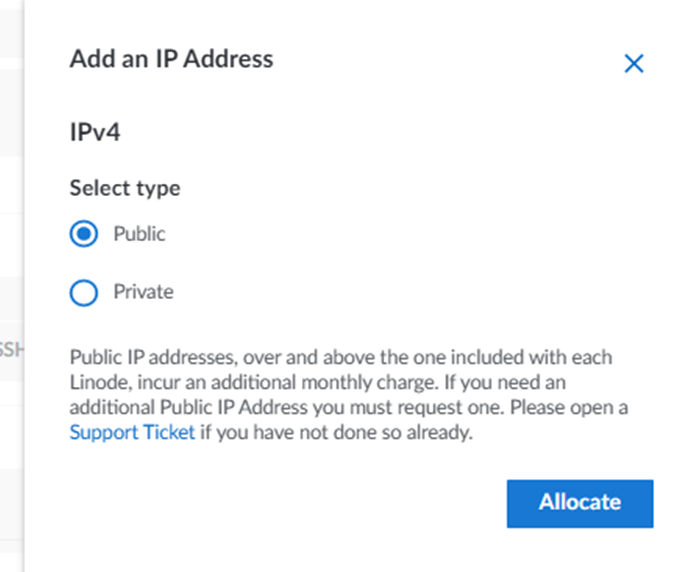 Add an IP Address
IPv4
Select type
Public
Private
SSH
Public IP addresses, over and above the one included with each
Linode, incur an additional monthly charge. If you need an
additional Public IP Address you must request one. Please open a
Support Ticket if you have not done so already.
Allocate